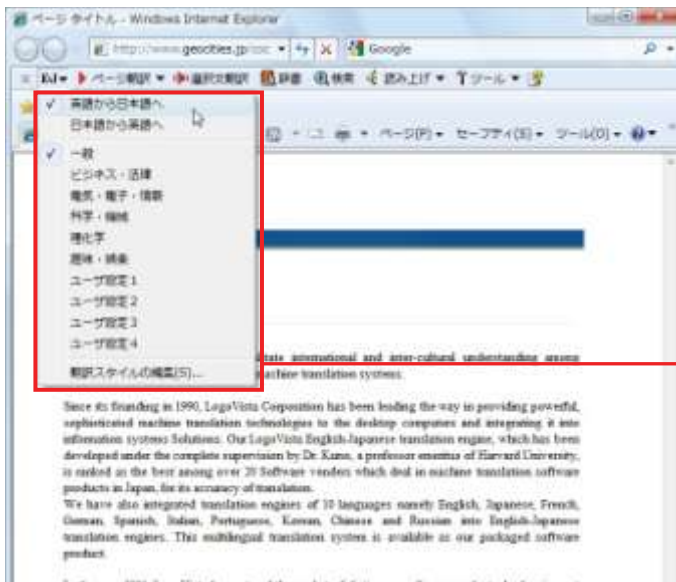 ページ タイトル - Windows Internet Explorer
http://www.geocities.jp/ Google
ページ翻訳 選択文翻訳 辞書 検索 読み上げ ツール
英語から日本語へ
日本語から英語へ
ページ(P) セーフティ(S) ツール(O)
一般
ビジネス・法律
電気・電子・情報
科学・機械
理化学
趣味・娯楽
ユーザ設定1
ユーザ設定2
ユーザ設定3
ユーザ設定4
翻訳スタイルの編集(S)...
international and inter-cultural understanding among
machine translation systems.
Since its founding in 1990, LogoVista Corporation has been leading the way in providing powerful,
sophisticated machine translation technologies to the desktop computers and integrating it into
information systems Solutions. Our LogoVista English-Japanese translation engine, which has been
developed under the complete supervision by Dr. Kuno, a professor emeritus of Harvard University,
is ranked as the best among over 20 Software venders which deal in machine translation software
products in Japan, for its accuracy of translation.
We have also integrated translation engines of 10 languages namely English, Japanese, French,
German, Spanish, Italian, Portuguese, Korean, Chinese and Russian into English-Japanese
translation engines. This multilingual translation system is available as our packaged software
product.